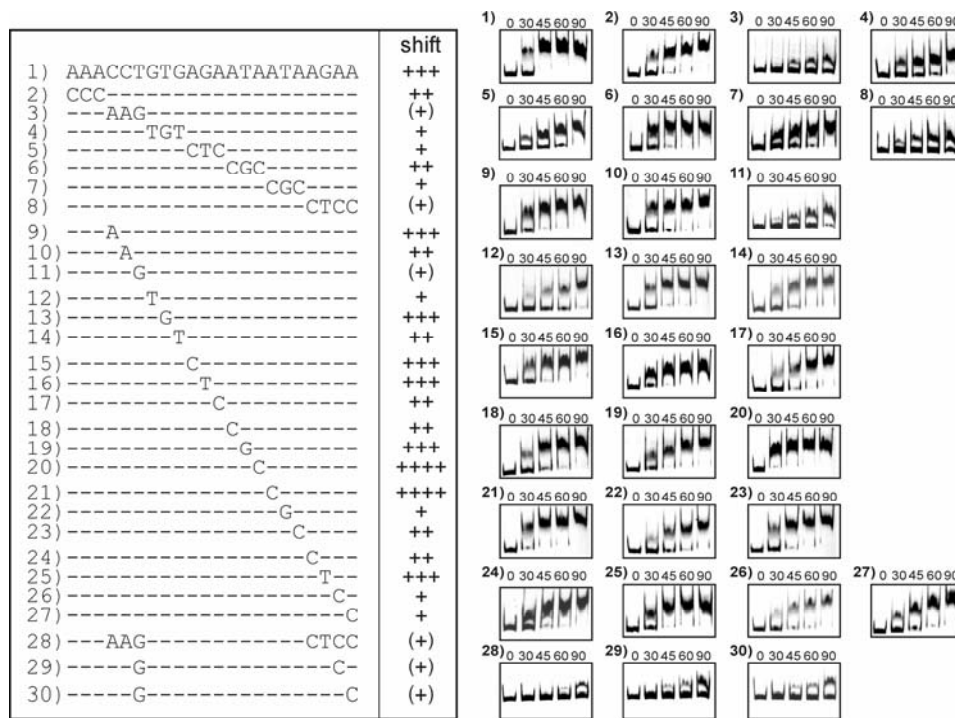 shift
1) AAACCTGTGAGAATAATAAGAA +++
2) CCC------------------- ++
3) ---AAG---------------- (+)
4) ------TGT------------- +
5) ---------CTC---------- +
6) ------------CGC------- ++
7) ---------------CGC---- +
8) ------------------CTCC (+)
9) ---A------------------ +++
10) ----A----------------- ++
11) -----G---------------- (+)
12) ------T--------------- +
13) -------G-------------- +++
14) --------T------------- ++
15) ---------C------------ +++
16) ----------T----------- +++
17) -----------C---------- ++
18) ------------C--------- ++
19) -------------G-------- +++
20) --------------C------- ++++
21) ---------------C------ ++++
22) ----------------G----- +
23) -----------------C---- ++
24) ------------------C--- ++
25) -------------------T-- +++
26) --------------------C- +
27) ---------------------C +
28) ---AAG------------CTCC (+)
29) -----G--------------C- (+)
30) -----G---------------C (+)
1) 0 30 45 60 90
2) 0 30 45 60 90
3) 0 30 45 60 90
4) 0 30 45 60 90
5) 0 30 45 60 90
6) 0 30 45 60 90
7) 0 30 45 60 90
8) 0 30 45 60 90
9) 0 30 45 60 90
10) 0 30 45 60 90
11) 0 30 45 60 90
12) 0 30 45 60 90
13) 0 30 45 60 90
14) 0 30 45 60 90
15) 0 30 45 60 90
16) 0 30 45 60 90
17) 0 30 45 60 90
18) 0 30 45 60 90
19) 0 30 45 60 90
20) 0 30 45 60 90
21) 0 30 45 60 90
22) 0 30 45 60 90
23) 0 30 45 60 90
24) 0 30 45 60 90
25) 0 30 45 60 90
26) 0 30 45 60 90
27) 0 30 45 60 90
28) 0 30 45 60 90
29) 0 30 45 60 90
30) 0 30 45 60 90